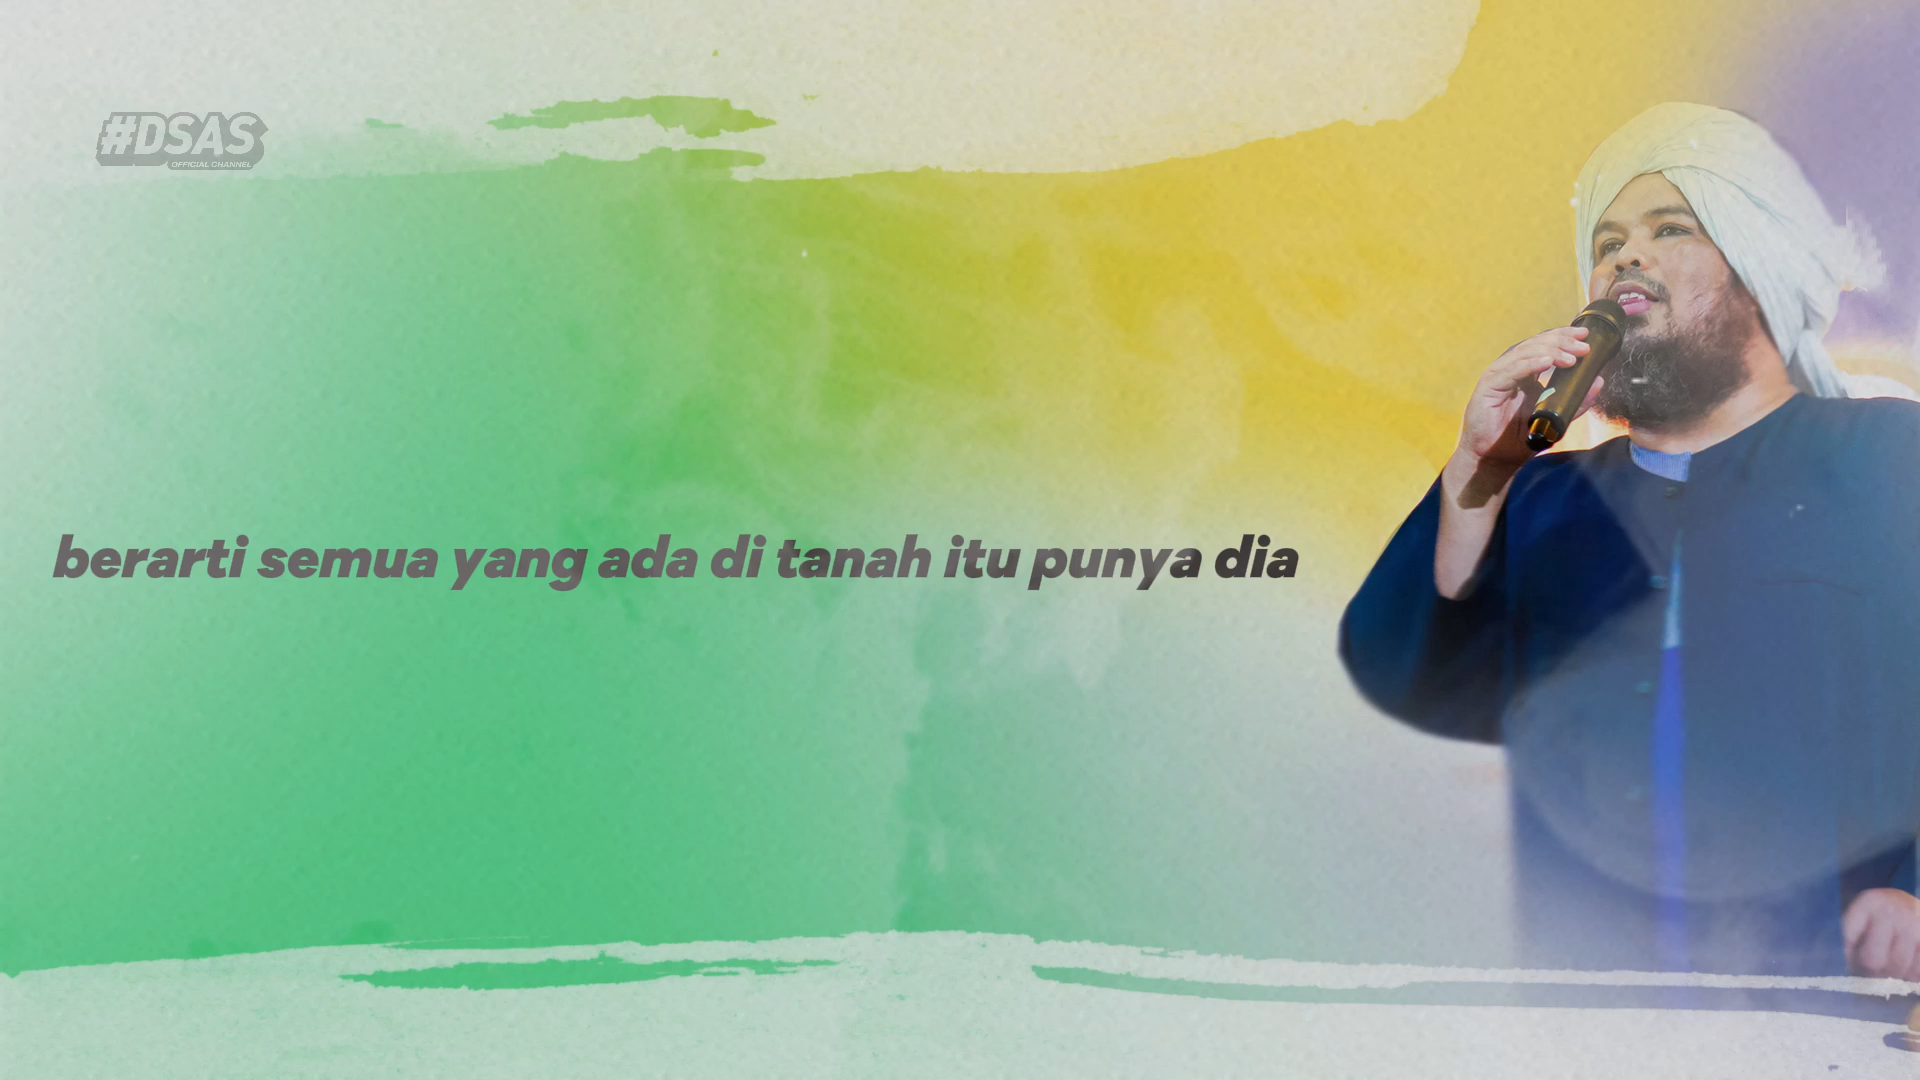 #DSAS
OFFICIAL CHANNEL
berarti semua yang ada di tanah itu punya dia